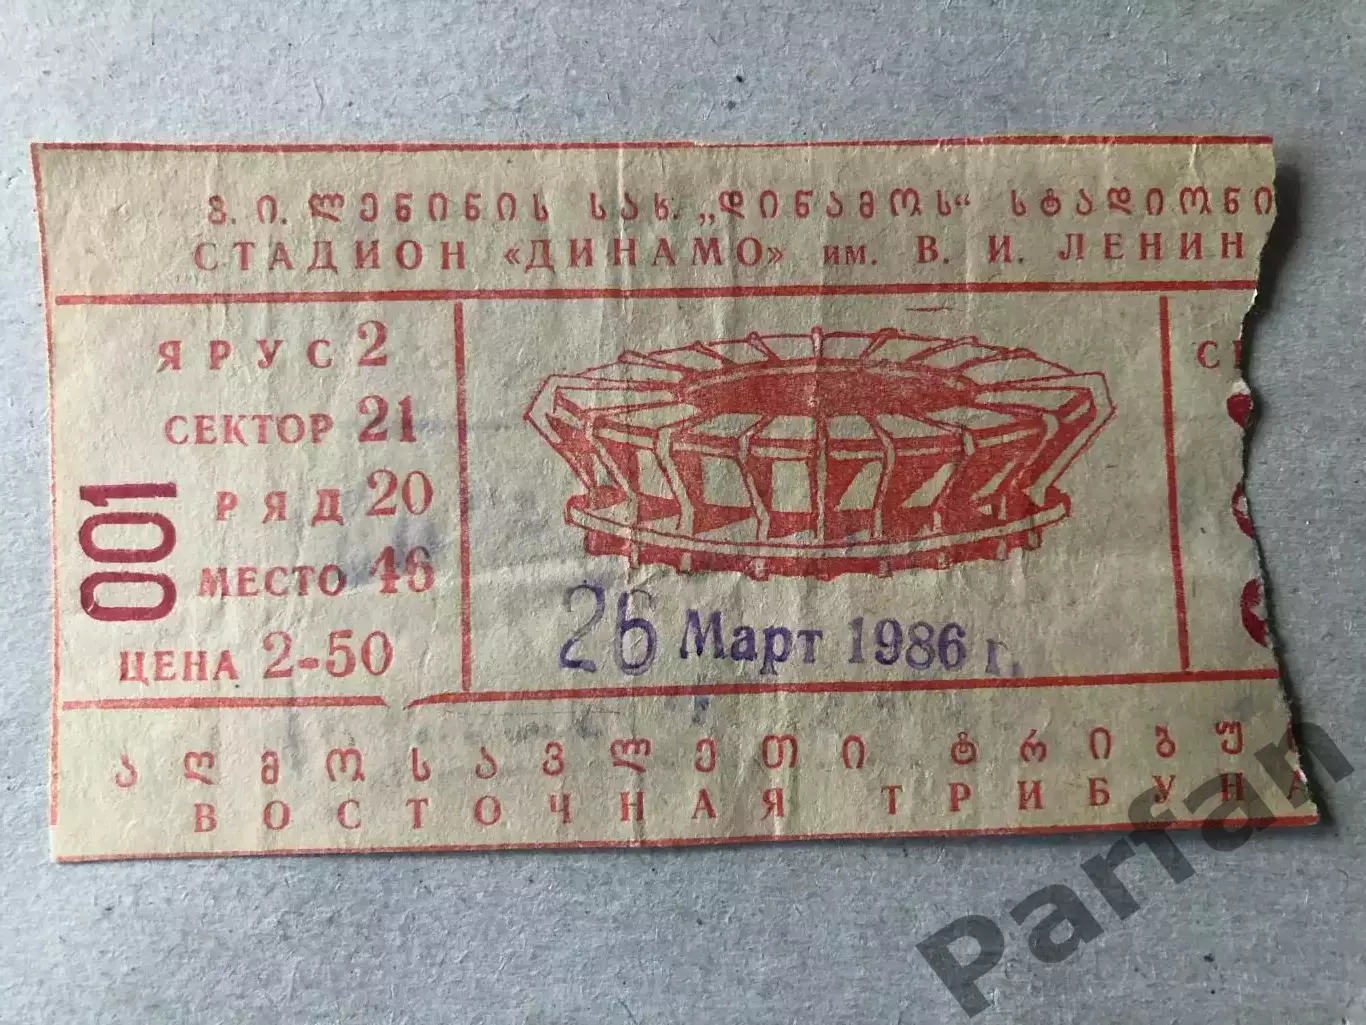 ვ. ი. ლენინის სახ. „დინამოს“ სტადიონი
СТАДИОН «ДИНАМО» им. В. И. ЛЕНИН
ЯРУС 2
СЕКТОР 21
РЯД 20
МЕСТО 46
ЦЕНА 2-50
001
26 Март 1986 г.
აღმოსავლეთი ტრიბუ
ВОСТОЧНАЯ ТРИБУНА
Parfan